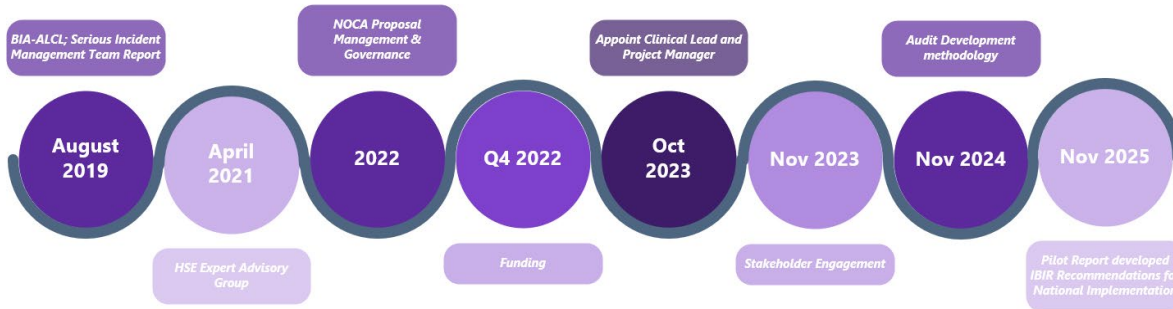 BIA-ALCL; Serious Incident
Management Team Report
NOCA Proposal
Management &
Governance
Appoint Clinical Lead and
Project Manager
Audit Development
methodology
August
2019
April
2021
2022
Q4 2022
Oct
2023
Nov 2023
Nov 2024
Nov 2025
HSE Expert Advisory
Group
Funding
Stakeholder Engagement
Pilot Report developed
IBIR Recommendations fo
National Implementation